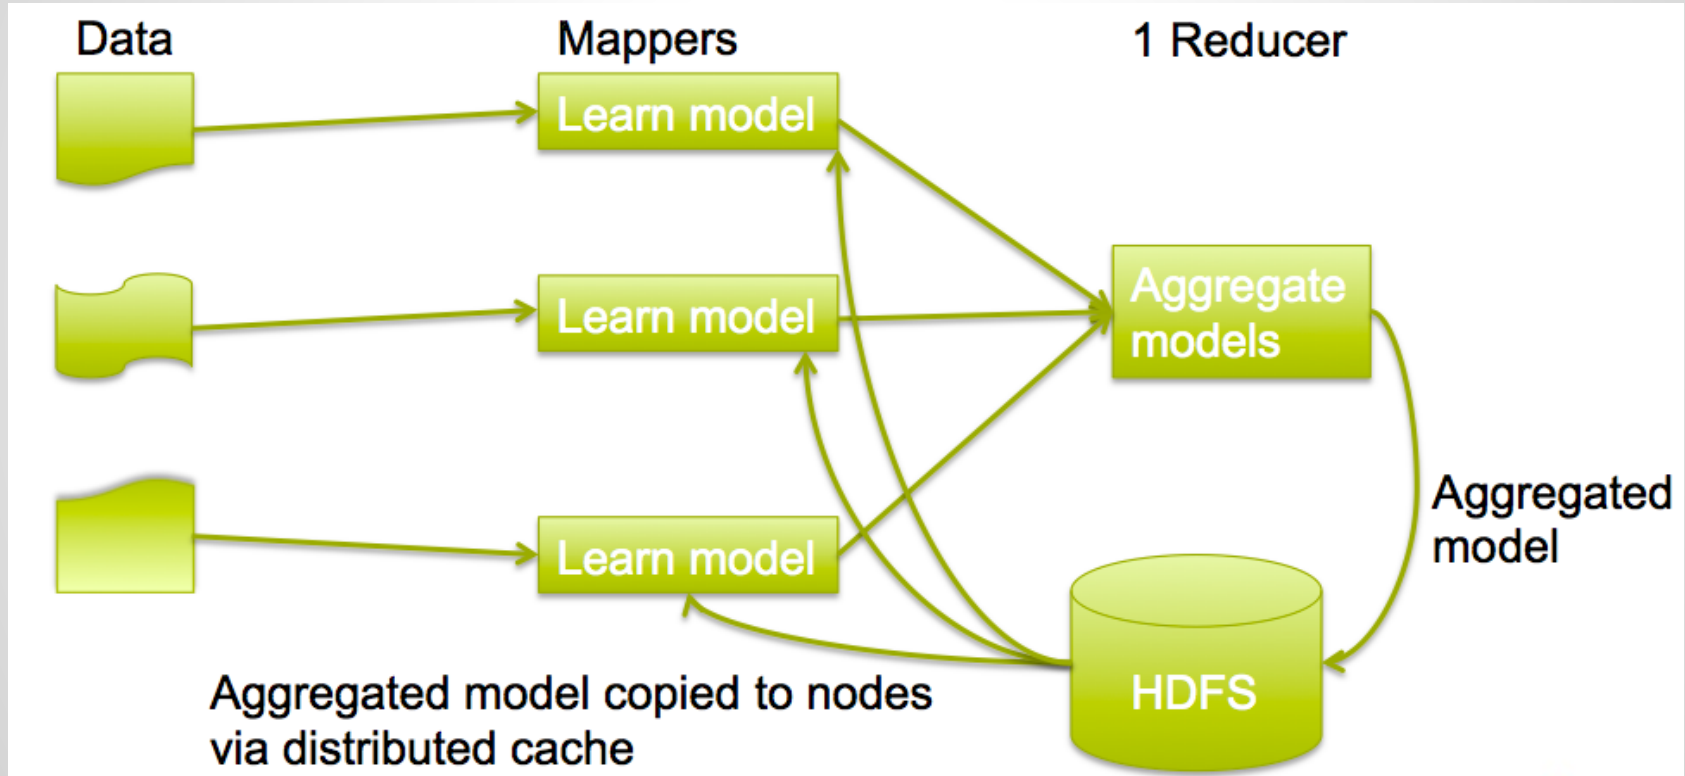 Data
Mappers
1 Reducer
Learn model
Learn model
Aggregate
models
Learn model
Aggregated
model
HDFS
Aggregated model copied to nodes
via distributed cache